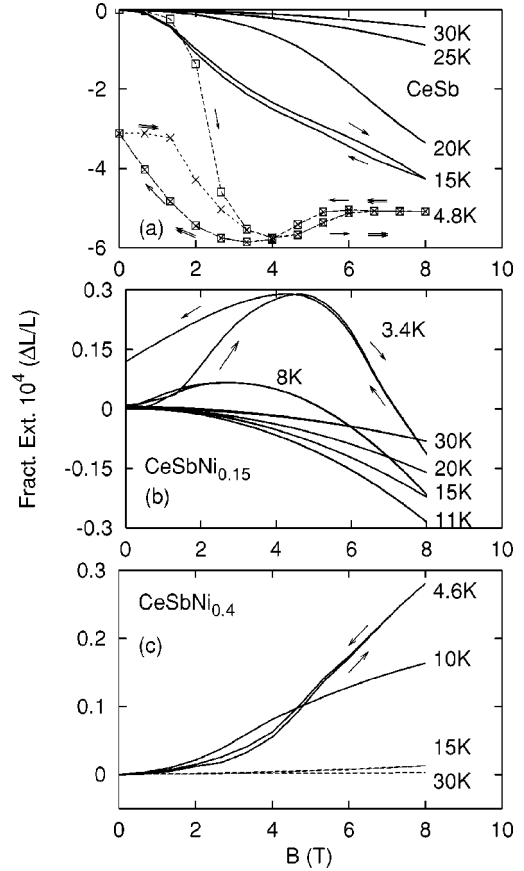 0
-2
-4
-6
30K
25K
CeSb
20K
15K
4.8K
(a)
0 2 4 6 8 10
Fract. Ext. 10⁴ (ΔL/L)
0.3
0.15
0
-0.15
-0.3
3.4K
8K
30K
20K
15K
11K
CeSbNi0.15
(b)
0 2 4 6 8 10
0.3
0.2
0.1
0
CeSbNi0.4
(c)
4.6K
10K
15K
30K
0 2 4 6 8 10
B (T)